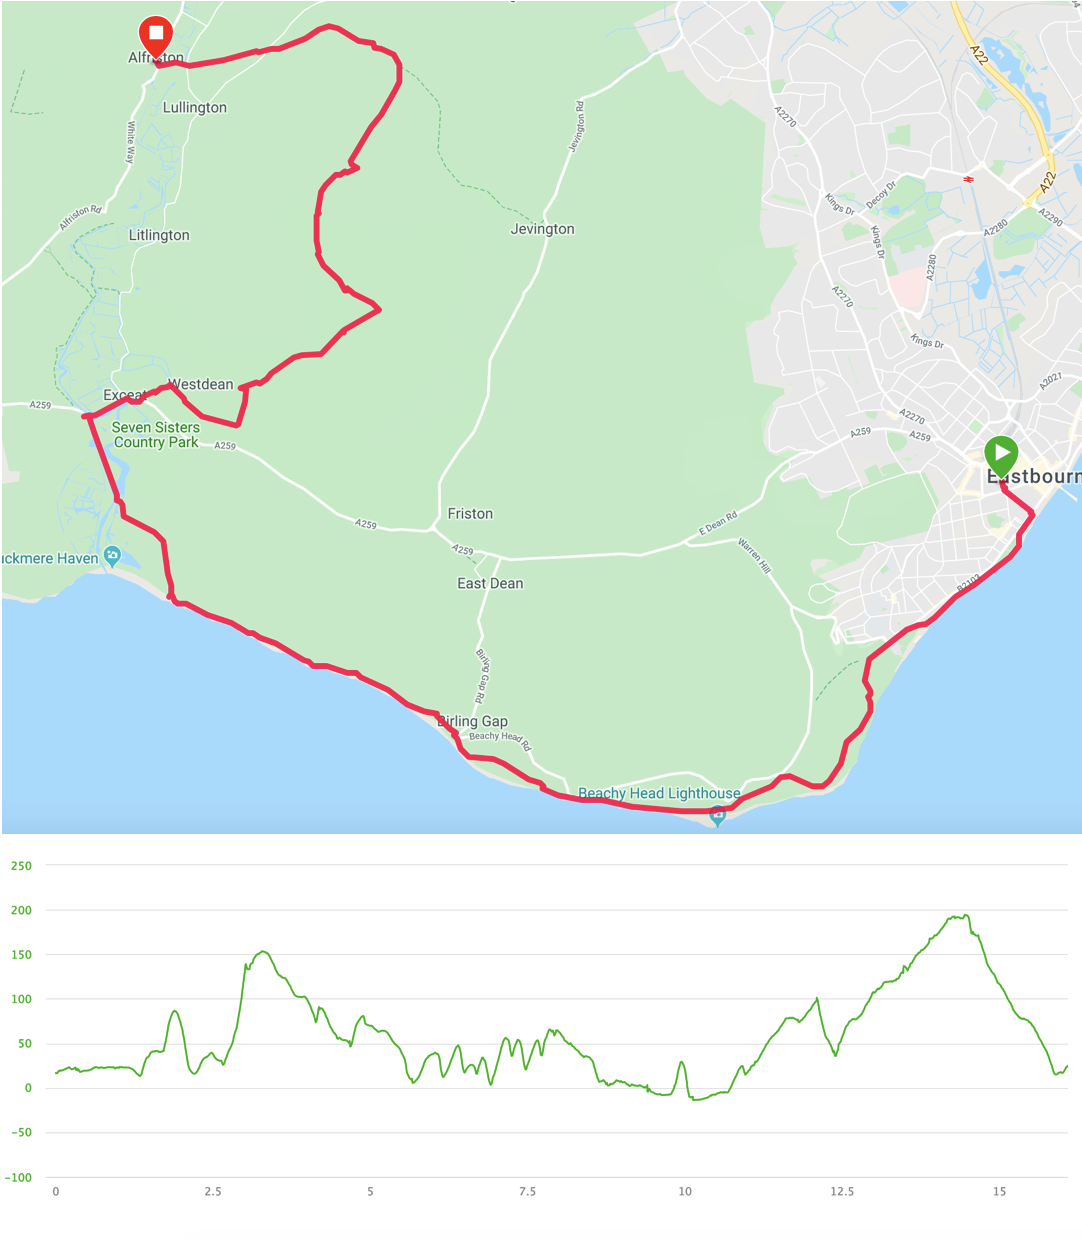 A22
Alfriston
Lullington
A2270
Jevington Rd
White Way
A22
Kings Dr
Decoy Dr
Alfriston Rd
A2290
Litlington
Jevington
Kings Dr
A2280
A2280
A2270
Kings Dr
A2021
Westdean
Exceat
A259
A2270
Seven Sisters
Country Park
A259
A259
A259
Eastbourn
Friston
A259
E Dean Rd
A259
Warren Hill
uckmere Haven
East Dean
B2103
Birling Gap Rd
Birling Gap
Beachy Head Rd
Beachy Head Lighthouse
250
200
150
100
50
0
-50
-100
0
2.5
5
7.5
10
12.5
15